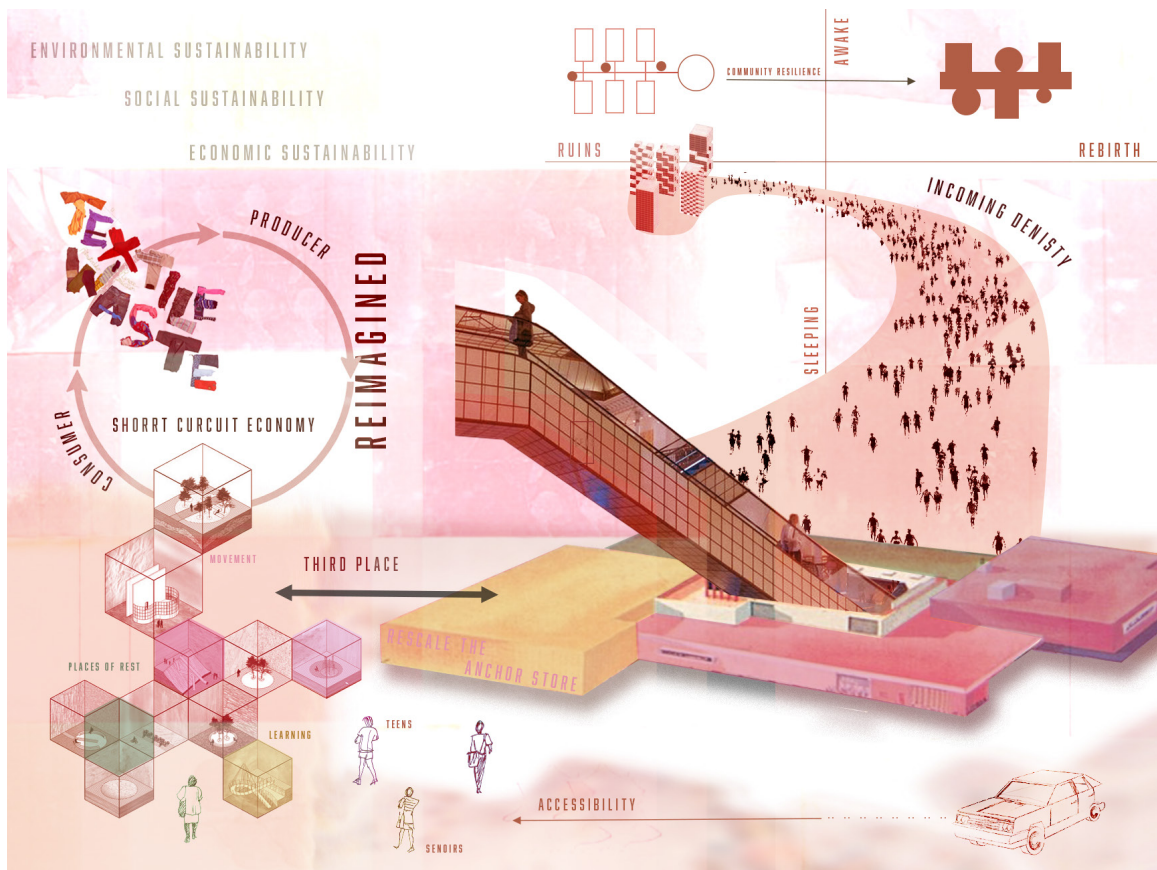 ENVIRONMENTAL SUSTAINABILITY
SOCIAL SUSTAINABILITY
ECONOMIC SUSTAINABILITY
COMMUNITY RESILIENCE
AWAKE
RUINS
REBIRTH
INCOMING DENISTY
SLEEPING
TEXTILE
WASTE
PRODUCER
REIMAGINED
CONSUMER
SHORRT CURCUIT ECONOMY
MOVEMENT
THIRD PLACE
PLACES OF REST
RESCALE THE
ANCHOR STORE
LEARNING
TEENS
ACCESSIBILITY
SENOIRS